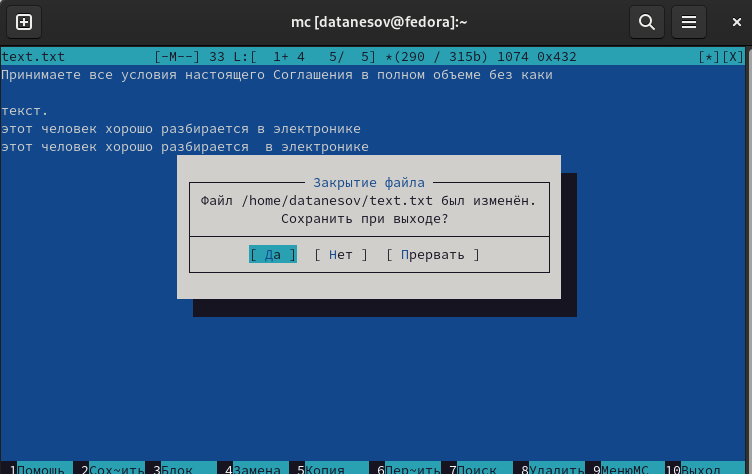 mc [datanesov@fedora]:~
text.txt [-M--] 33 L:[ 1+ 4 5/ 5] *(290 / 315b) 1074 0x432 [*][X]
Принимаете все условия настоящего Соглашения в полном объеме без каки
текст.
этот человек хорошо разбирается в электронике
этот человек хорошо разбирается  в электронике
Закрытие файла
Файл /home/datanesov/text.txt был изменён.
Сохранить при выходе?
[ Да ] [ Нет ] [ Прервать ]
1Помощь 2Сох~ить 3Блок 4Замена 5Копия 6Пер~ить 7Поиск 8Удалить 9МенюMC 10Выход